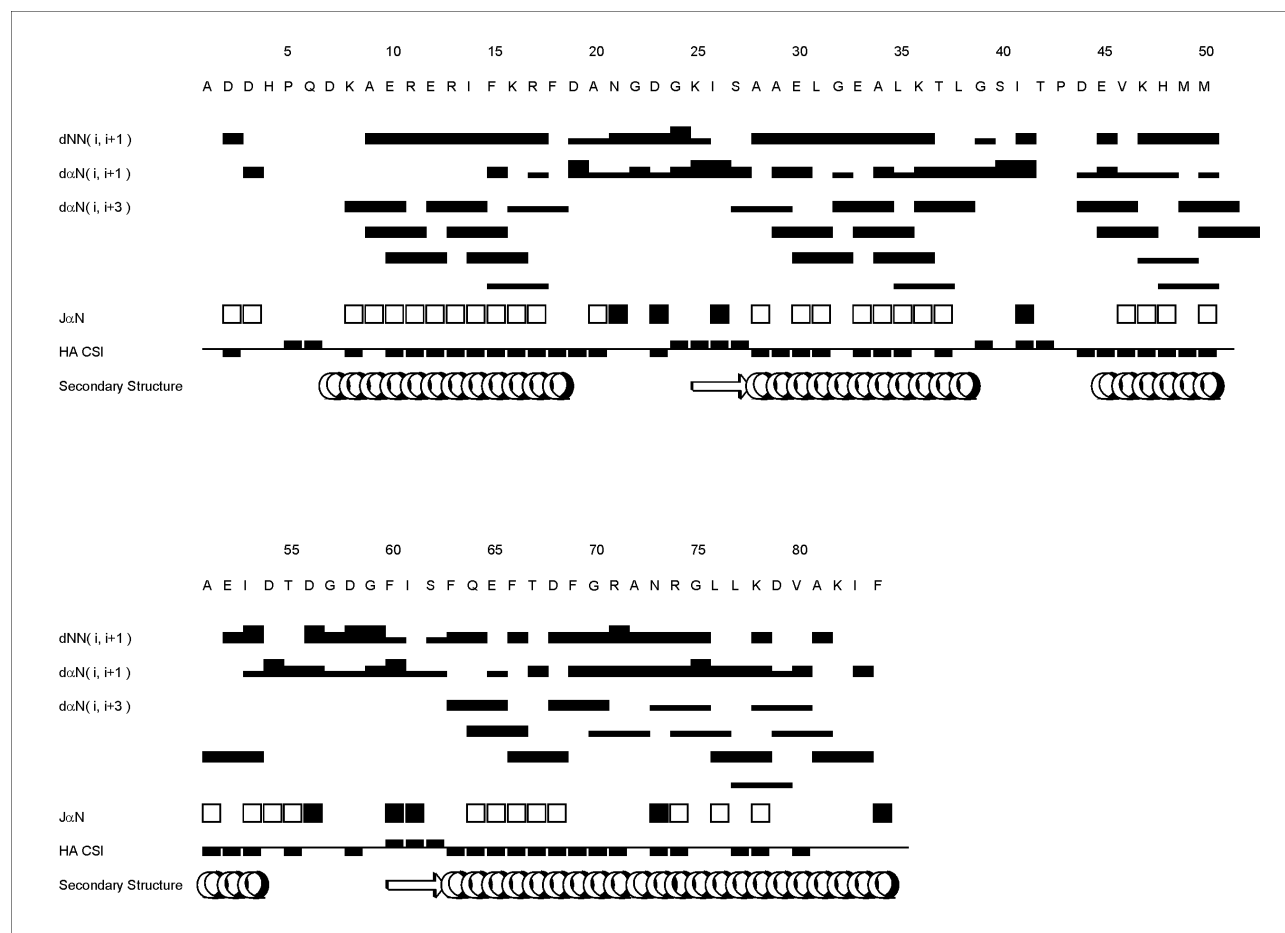 5 10 15 20 25 30 35 40 45 50
A D D H P Q D K A E R E R I F K R F D A N G D G K I S A A E L G E A L K T L G S I T P D E V K H M M
dNN( i, i+1 )
dαN( i, i+1 )
dαN( i, i+3 )
JαN
HA CSI
Secondary Structure
55 60 65 70 75 80
A E I D T D G D G F I S F Q E F T D F G R A N R G L L K D V A K I F
dNN( i, i+1 )
dαN( i, i+1 )
dαN( i, i+3 )
JαN
HA CSI
Secondary Structure